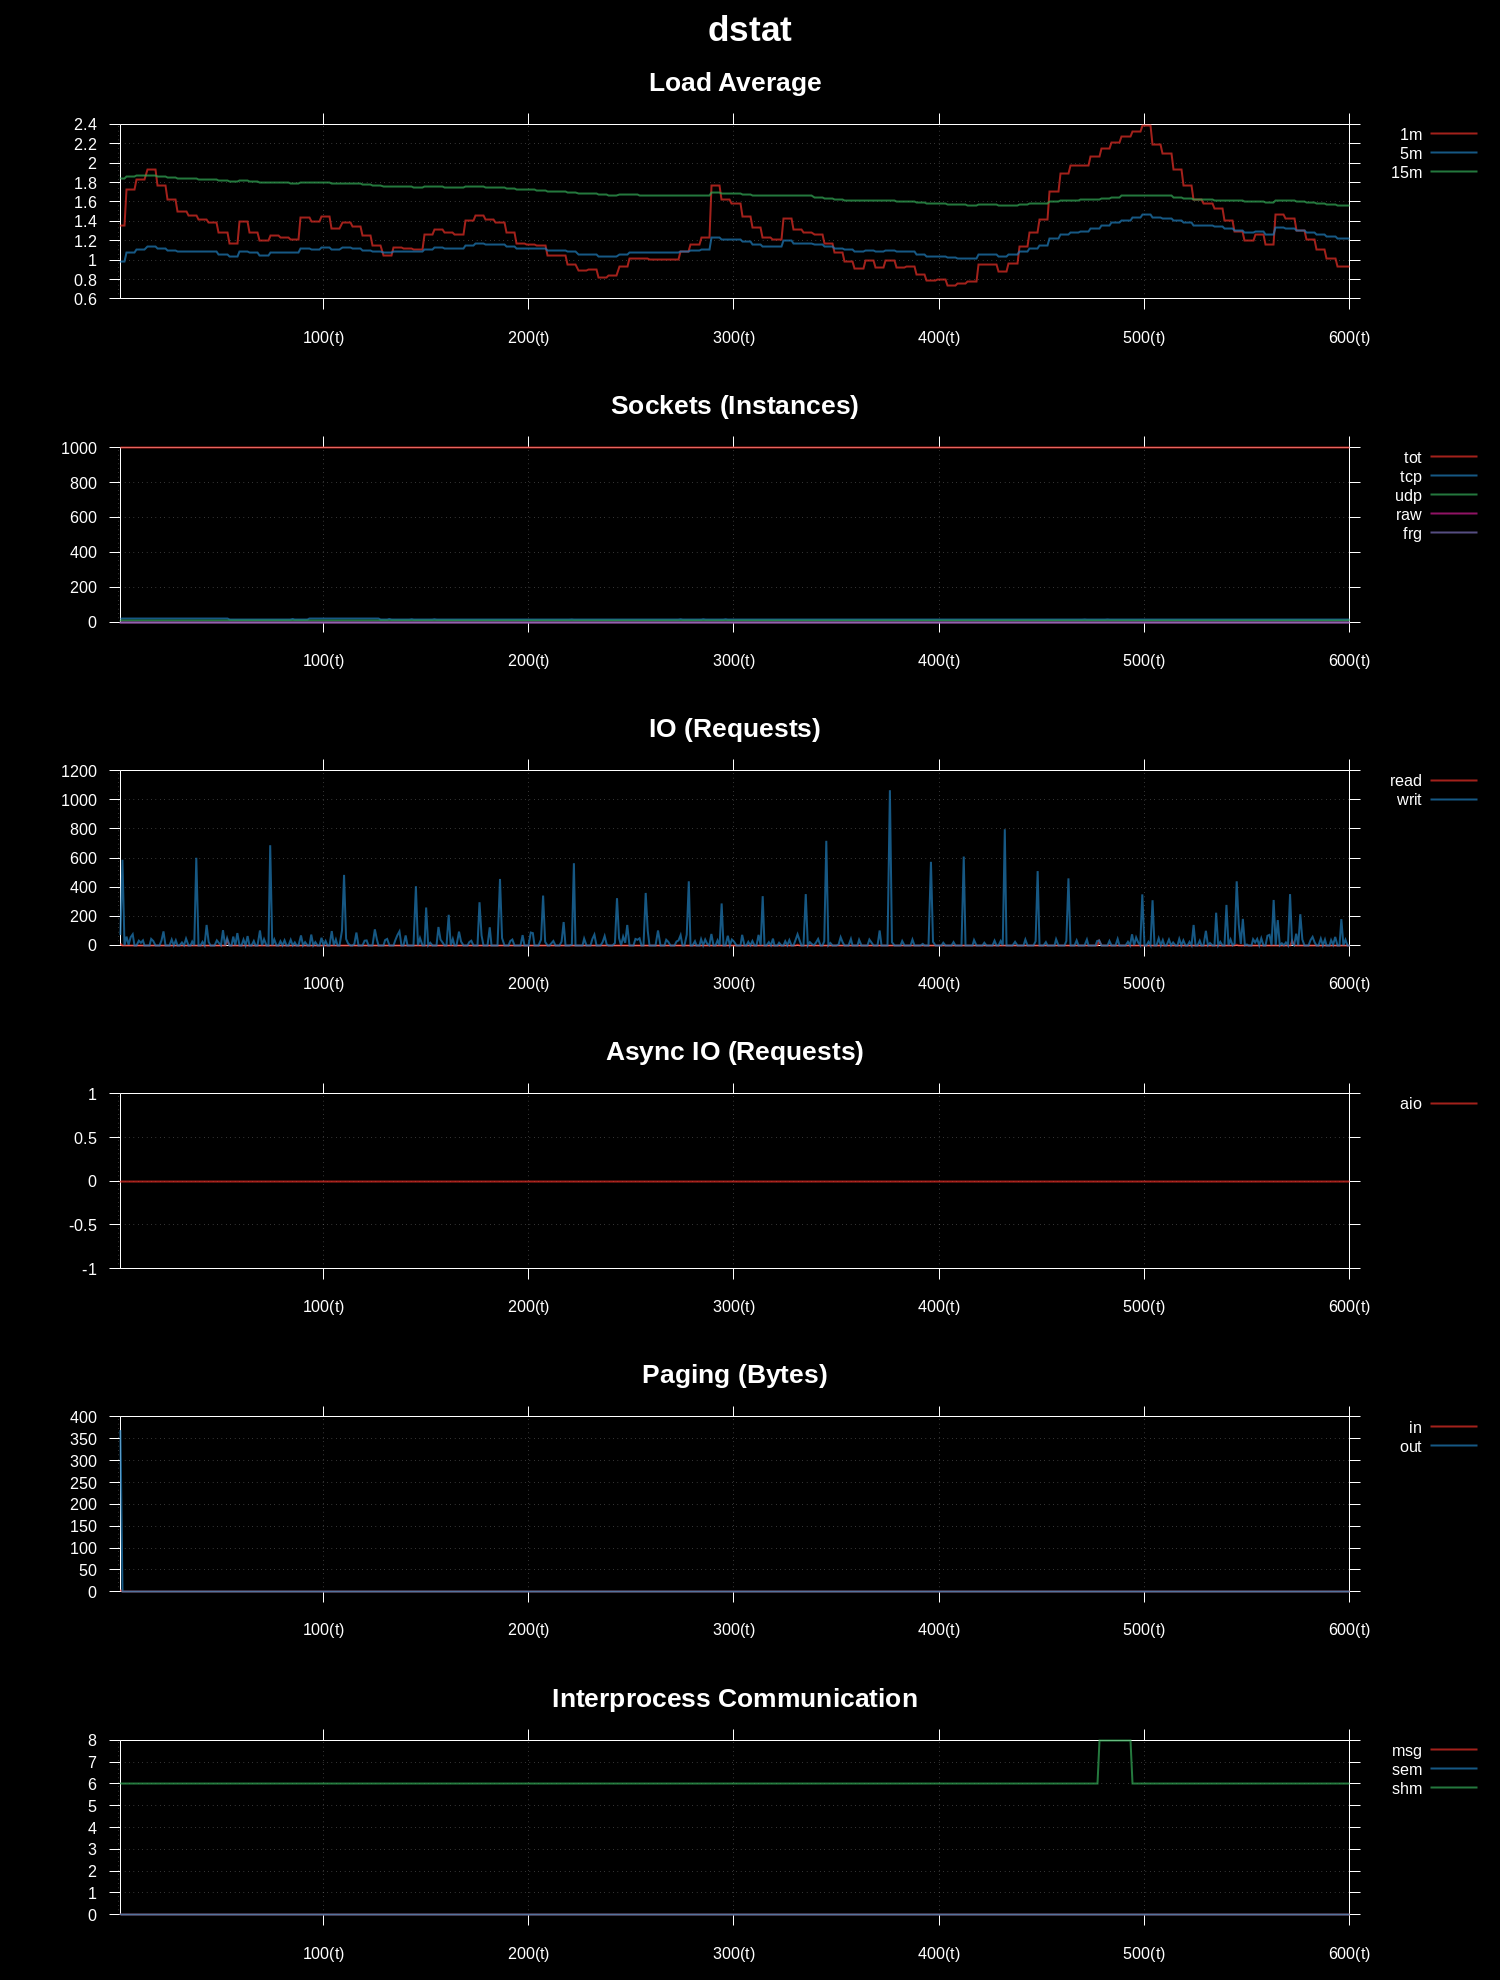 dstat
Load Average
2.4
2.2
2
1.8
1.6
1.4
1.2
1
0.8
0.6
100(t) 200(t) 300(t) 400(t) 500(t) 600(t)
1m
5m
15m
Sockets (Instances)
1000
800
600
400
200
0
100(t) 200(t) 300(t) 400(t) 500(t) 600(t)
tot
tcp
udp
raw
frg
IO (Requests)
1200
1000
800
600
400
200
0
100(t) 200(t) 300(t) 400(t) 500(t) 600(t)
read
writ
Async IO (Requests)
1
0.5
0
-0.5
-1
100(t) 200(t) 300(t) 400(t) 500(t) 600(t)
aio
Paging (Bytes)
400
350
300
250
200
150
100
50
0
100(t) 200(t) 300(t) 400(t) 500(t) 600(t)
in
out
Interprocess Communication
8
7
6
5
4
3
2
1
0
100(t) 200(t) 300(t) 400(t) 500(t) 600(t)
msg
sem
shm